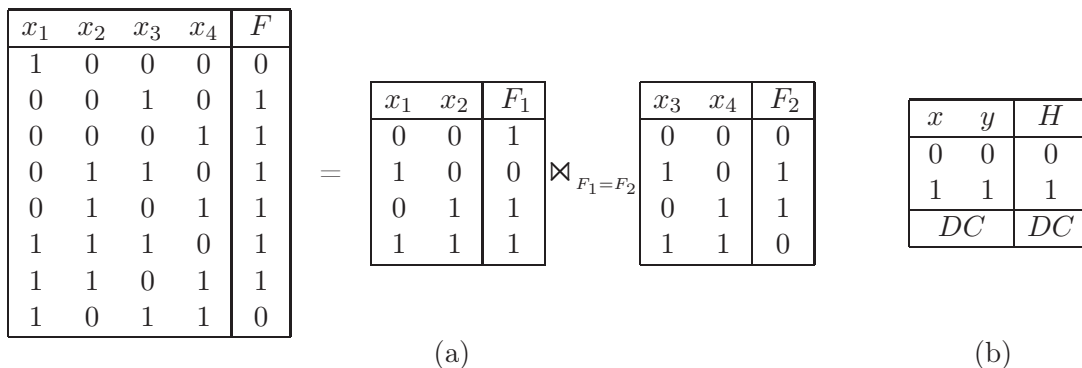 x₁ x₂ x₃ x₄ F
1 0 0 0 0
0 0 1 0 1
0 0 0 1 1
0 1 1 0 1
0 1 0 1 1
1 1 1 0 1
1 1 0 1 1
1 0 1 1 0
=
x₁ x₂ F₁
0 0 1
1 0 0
0 1 1
1 1 1
⋈ F₁=F₂
x₃ x₄ F₂
0 0 0
1 0 1
0 1 1
1 1 0
(a)
x y H
0 0 0
1 1 1
DC DC
(b)